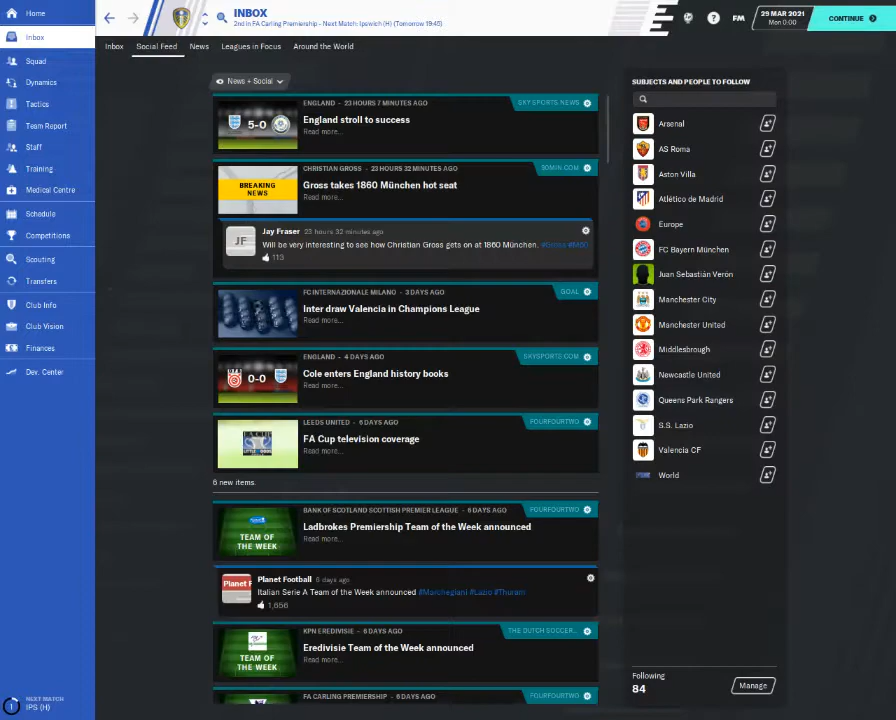 Home
Inbox
Squad
Dynamics
Tactics
Team Report
Staff
Training
Medical Centre
Schedule
Competitions
Scouting
Transfers
Club Info
Club Vision
Finances
Dev. Center
1
NEXT MATCH
IPS (H)
INBOX
2nd in FA Carling Premiership - Next Match: Ipswich (H) (Tomorrow 19:45)
?
FM
29 MAR 2021
Mon 0:00
CONTINUE
Inbox
Social Feed
News
Leagues in Focus
Around the World
News + Social
ENGLAND - 23 HOURS 7 MINUTES AGO
SKY SPORTS NEWS
5-0
England stroll to success
Read more...
CHRISTIAN GROSS - 23 HOURS 32 MINUTES AGO
90MIN.COM
BREAKING
NEWS
Gross takes 1860 München hot seat
Read more...
JF
Jay Fraser 23 hours 32 minutes ago
Will be very interesting to see how Christian Gross gets on at 1860 München. #Gross #M60
113
FC INTERNAZIONALE MILANO - 3 DAYS AGO
GOAL
Inter draw Valencia in Champions League
Read more...
ENGLAND - 4 DAYS AGO
SKYSPORTS.COM
0-0
Cole enters England history books
Read more...
LEEDS UNITED - 6 DAYS AGO
FOURFOURTWO
FA Cup television coverage
Read more...
6 new items.
BANK OF SCOTLAND SCOTTISH PREMIER LEAGUE - 6 DAYS AGO
FOURFOURTWO
TEAM OF
THE WEEK
Ladbrokes Premiership Team of the Week announced
Read more...
Planet F
Planet Football 6 days ago
Italian Serie A Team of the Week announced #Marchegiani #Lazio #Thuram
1,656
KPN EREDIVISIE - 6 DAYS AGO
THE DUTCH SOCCER...
TEAM OF
THE WEEK
Eredivisie Team of the Week announced
Read more...
FA CARLING PREMIERSHIP - 6 DAYS AGO
FOURFOURTWO
SUBJECTS AND PEOPLE TO FOLLOW
Arsenal
AS Roma
Aston Villa
Atlético de Madrid
Europe
FC Bayern München
Juan Sebastián Verón
Manchester City
Manchester United
Middlesbrough
Newcastle United
Queens Park Rangers
S.S. Lazio
Valencia CF
World
Following
84
Manage